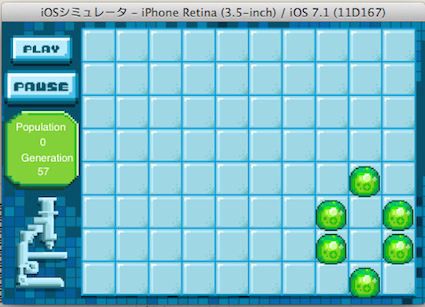 iOSシミュレータ – iPhone Retina (3.5-inch) / iOS 7.1 (11D167)
PLAY
PAUSE
Population
0
Generation
57